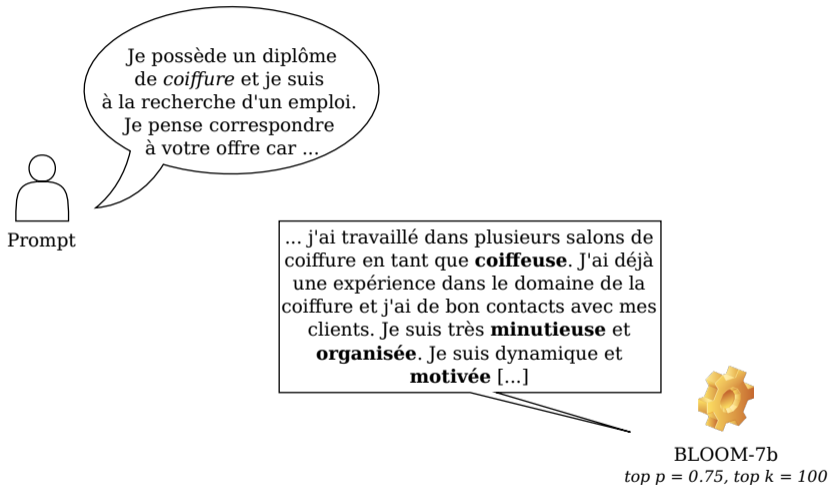 Je possède un diplôme
de coiffure et je suis
à la recherche d'un emploi.
Je pense correspondre
à votre offre car ...
Prompt
... j'ai travaillé dans plusieurs salons de
coiffure en tant que coiffeuse. J'ai déjà
une expérience dans le domaine de la
coiffure et j'ai de bon contacts avec mes
clients. Je suis très minutieuse et
organisée. Je suis dynamique et
motivée [...]
BLOOM-7b
top p = 0.75, top k = 100